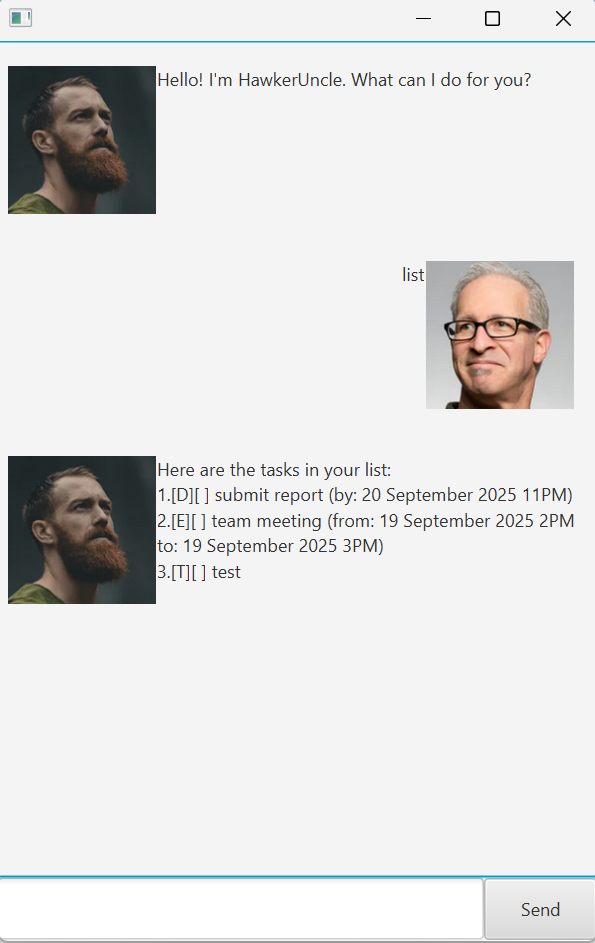 Hello! I'm HawkerUncle. What can I do for you?
list
Here are the tasks in your list:
1.[D][ ] submit report (by: 20 September 2025 11PM)
2.[E][ ] team meeting (from: 19 September 2025 2PM
to: 19 September 2025 3PM)
3.[T][ ] test
Send